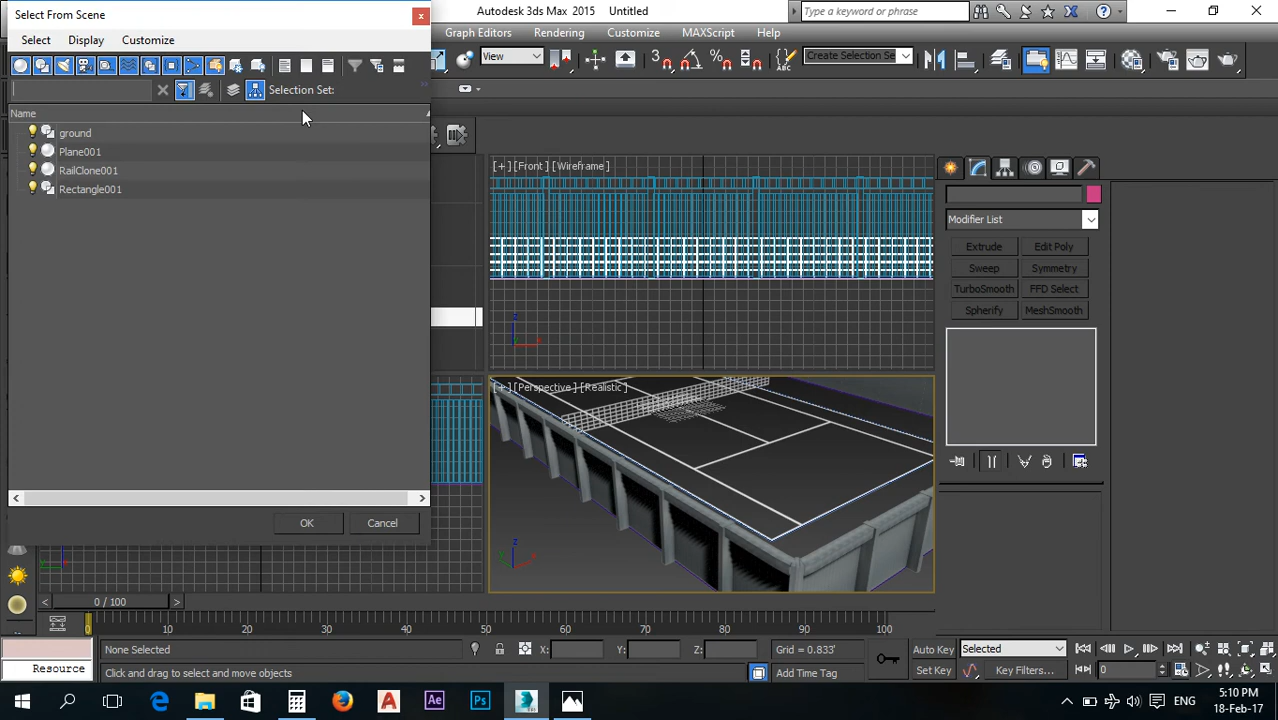 Select From Scene
x
Autodesk 3ds Max 2015 Untitled
Type a keyword or phrase
Select Display Customize
Graph Editors Rendering Customize MAXScript Help
View
3
Create Selection Se
Selection Set:
Name
ground
Plane001
RailClone001
Rectangle001
[+] [Front ] [Wireframe ]
Modifier List
Extrude Edit Poly
Sweep Symmetry
TurboSmooth FFD Select
Spherify MeshSmooth
[+] [Perspective ] [Realistic ]
OK Cancel
0 / 100
0 10 20 30 40 50 60 70 80 90 100
None Selected X: Y: Z: Grid = 0.833' Auto Key Selected
Resource Click and drag to select and move objects Add Time Tag Set Key Key Filters... 0
5:10 PM
18-Feb-17